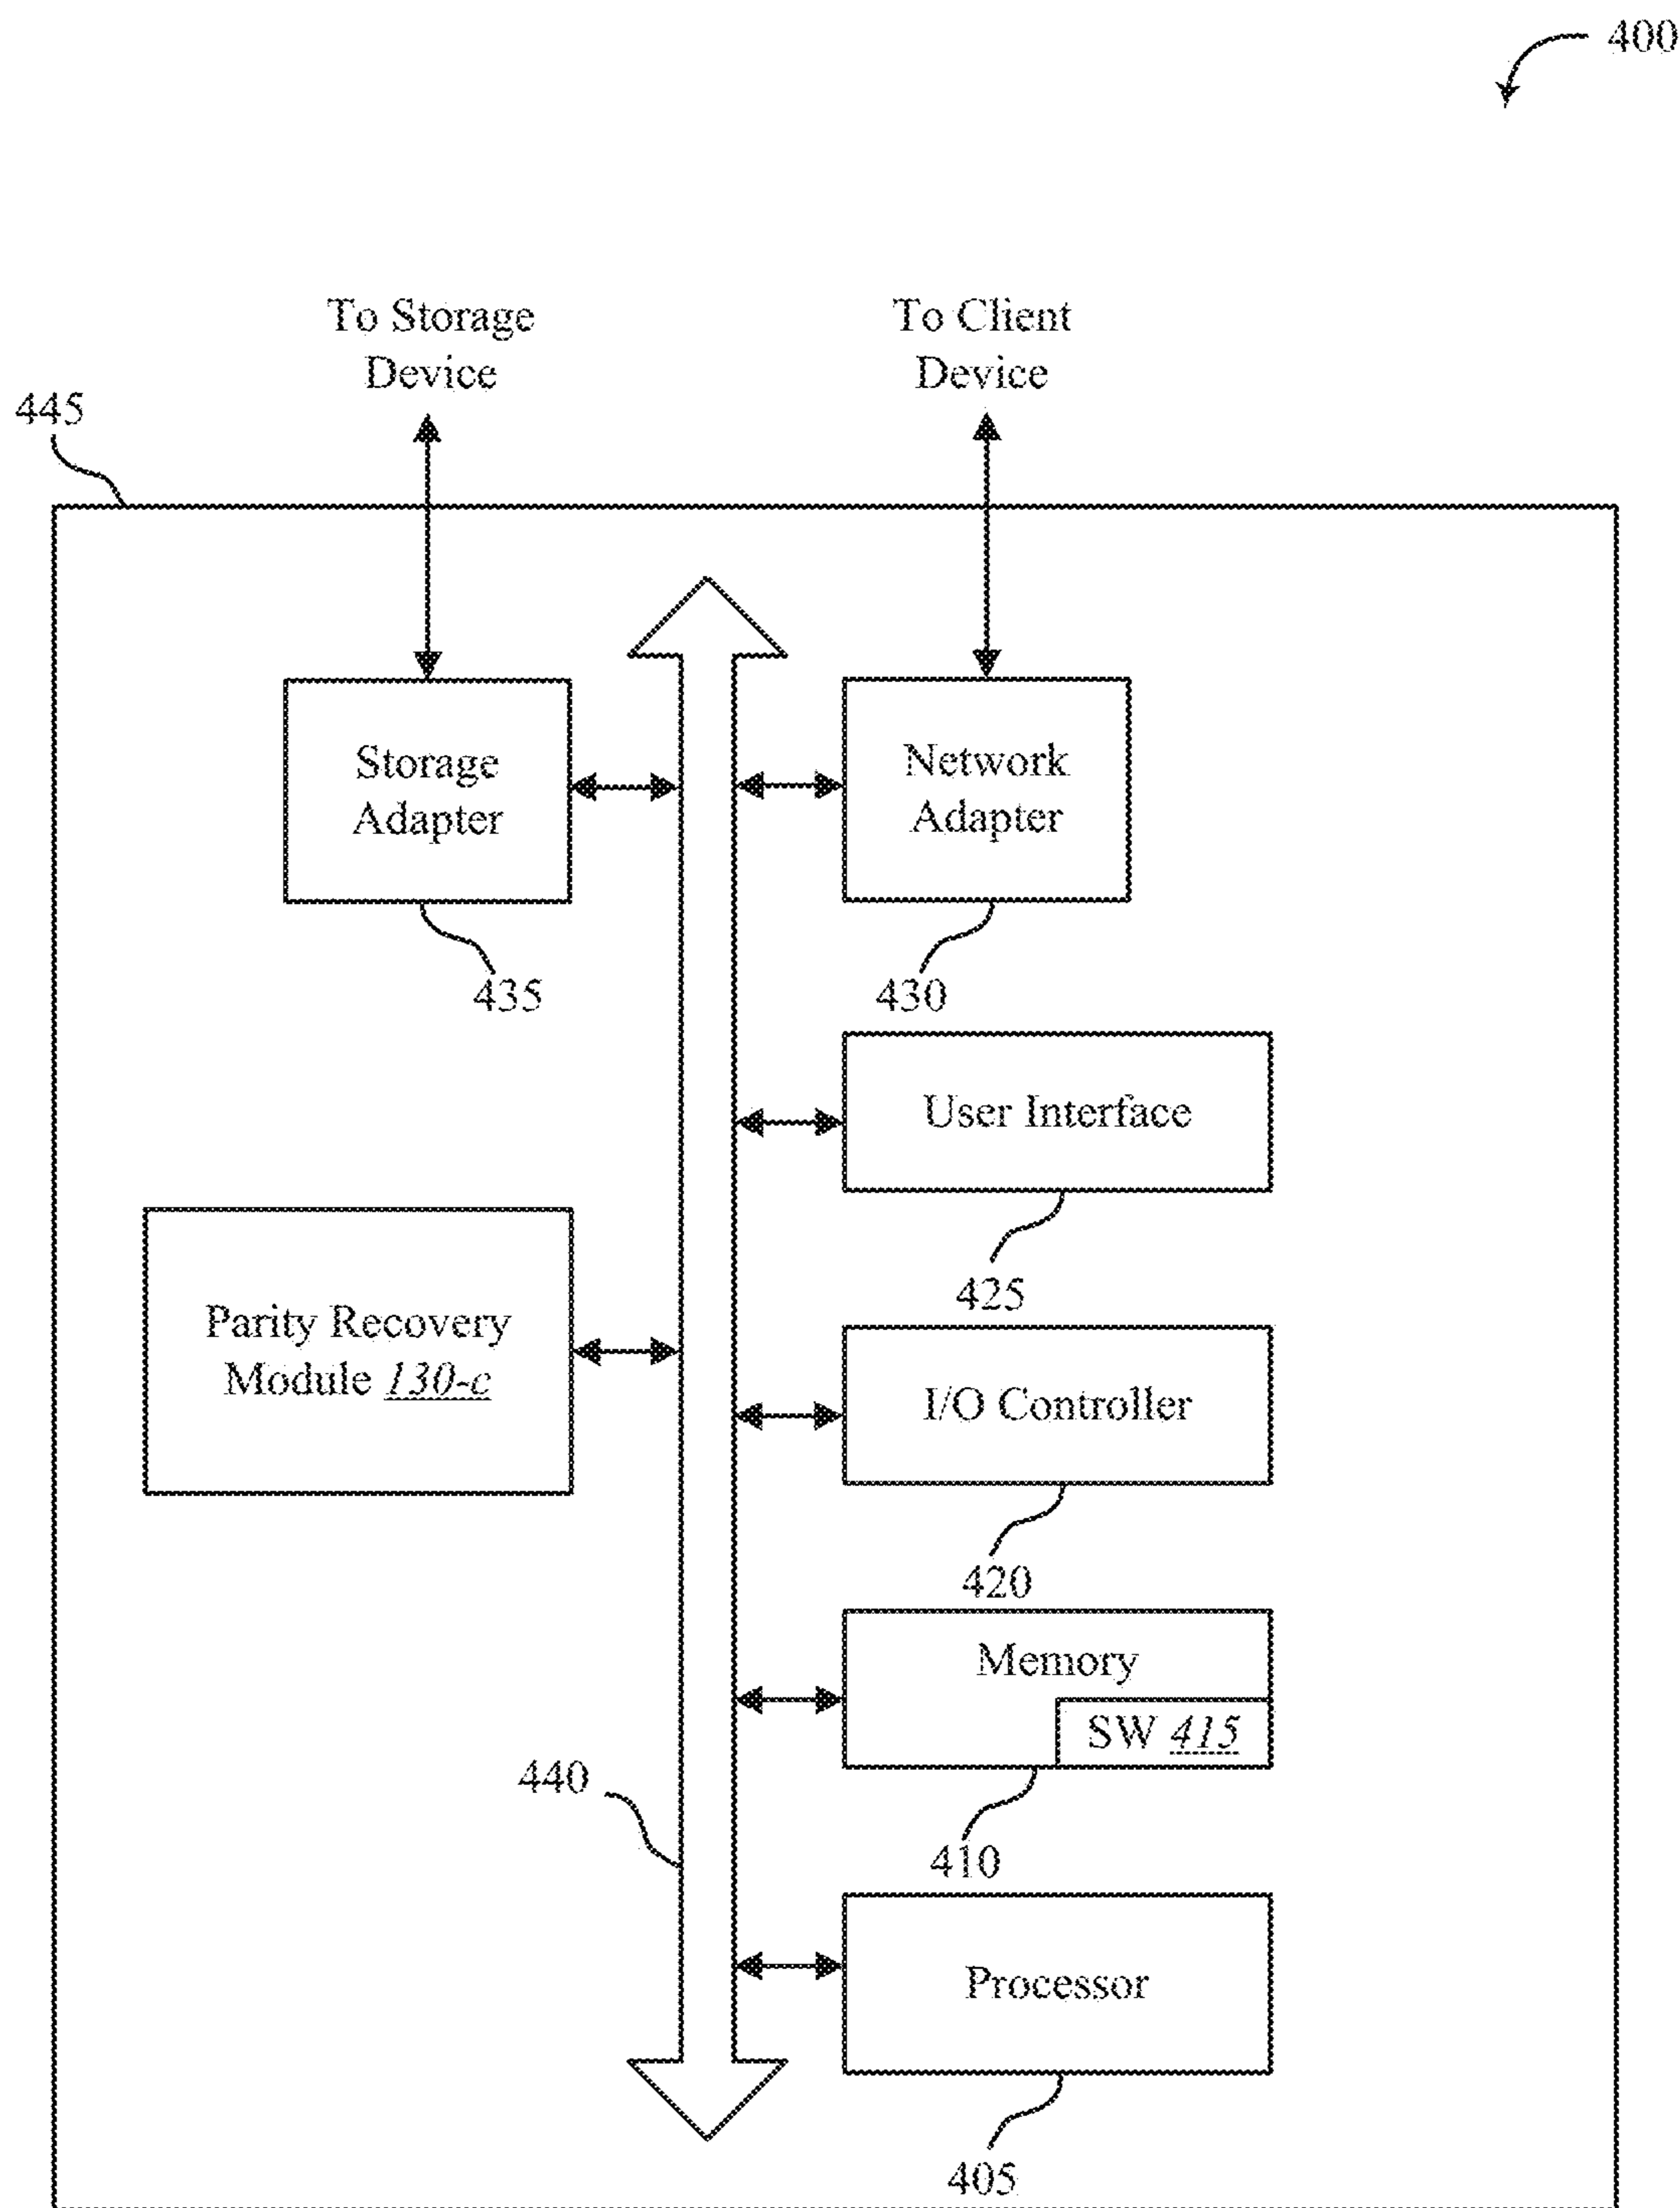 400
To Storage
Device
To Client
Device
445
Storage
Adapter
Network
Adapter
435
430
User Interface
425
Parity Recovery
Module 130-c
I/O Controller
420
Memory
SW 415
440
410
Processor
405